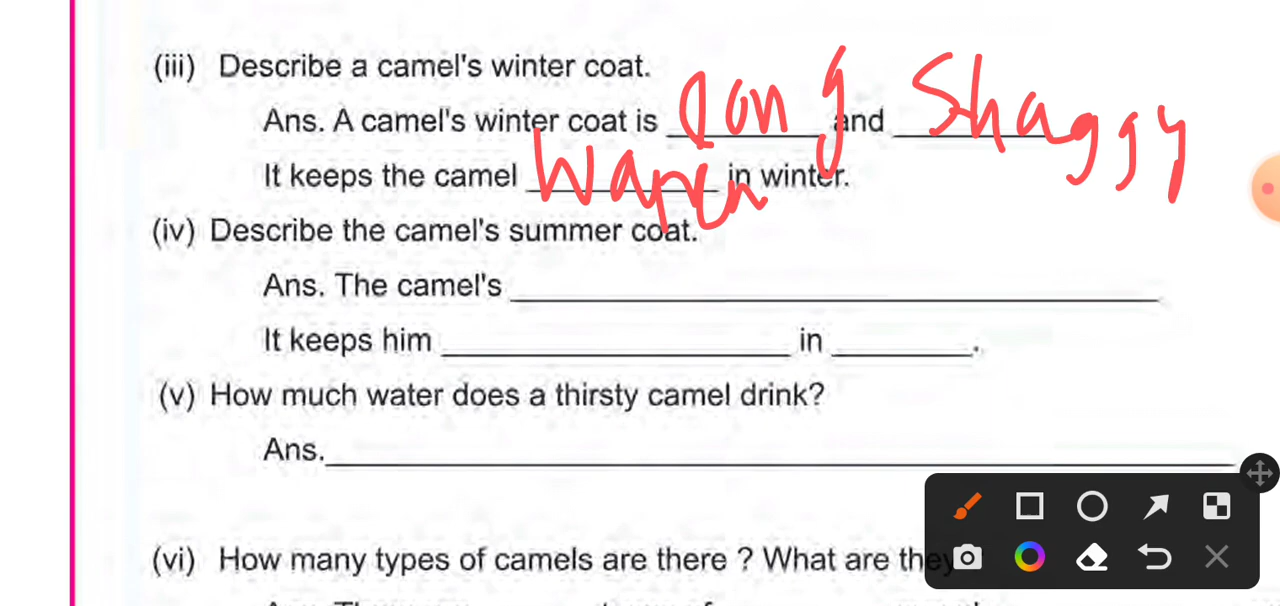 (iii) Describe a camel's winter coat.
Ans. A camel's winter coat is long and Shaggy
It keeps the camel Warm in winter.
(iv) Describe the camel's summer coat.
Ans. The camel's
It keeps him in .
(v) How much water does a thirsty camel drink?
Ans.
(vi) How many types of camels are there ? What are they